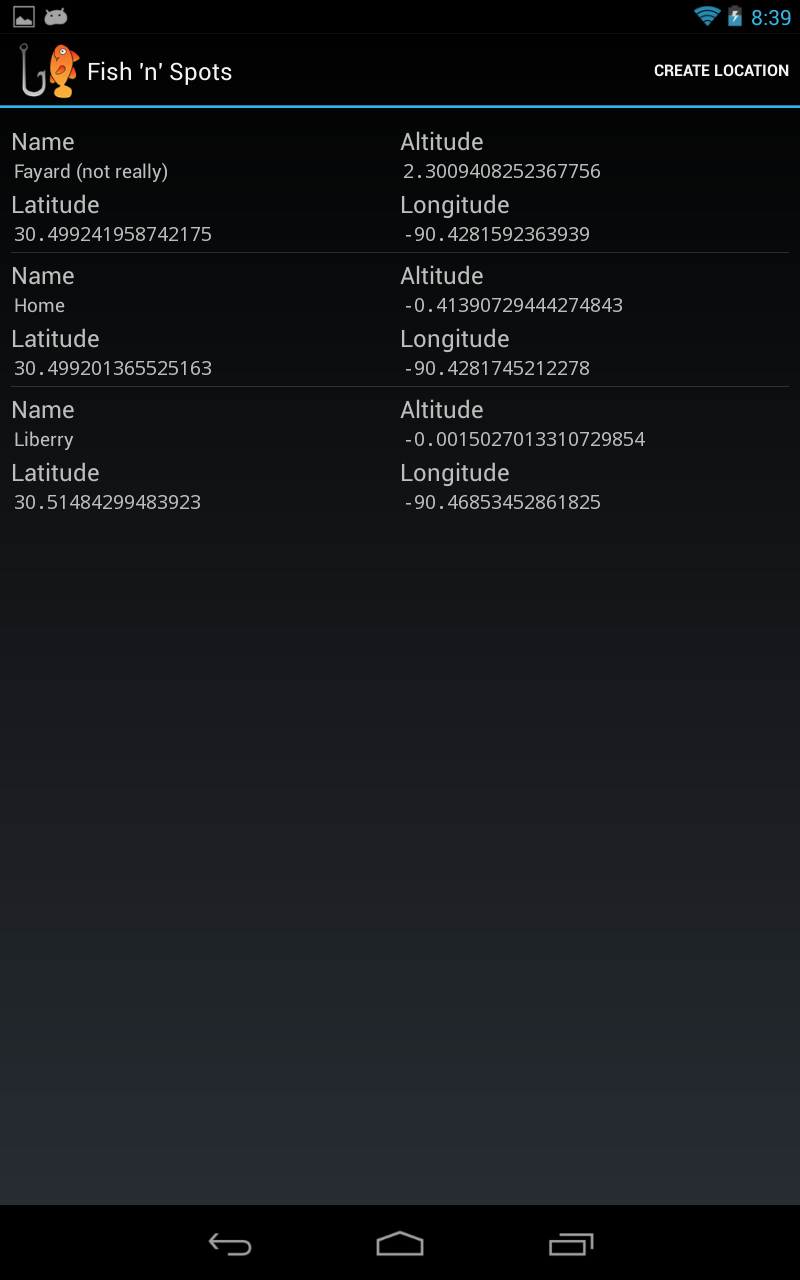 8:39
Fish 'n' Spots CREATE LOCATION
Name Altitude
Fayard (not really) 2.3009408252367756
Latitude Longitude
30.499241958742175 -90.4281592363939
Name Altitude
Home -0.41390729444274843
Latitude Longitude
30.499201365525163 -90.4281745212278
Name Altitude
Liberry -0.0015027013310729854
Latitude Longitude
30.51484299483923 -90.46853452861825